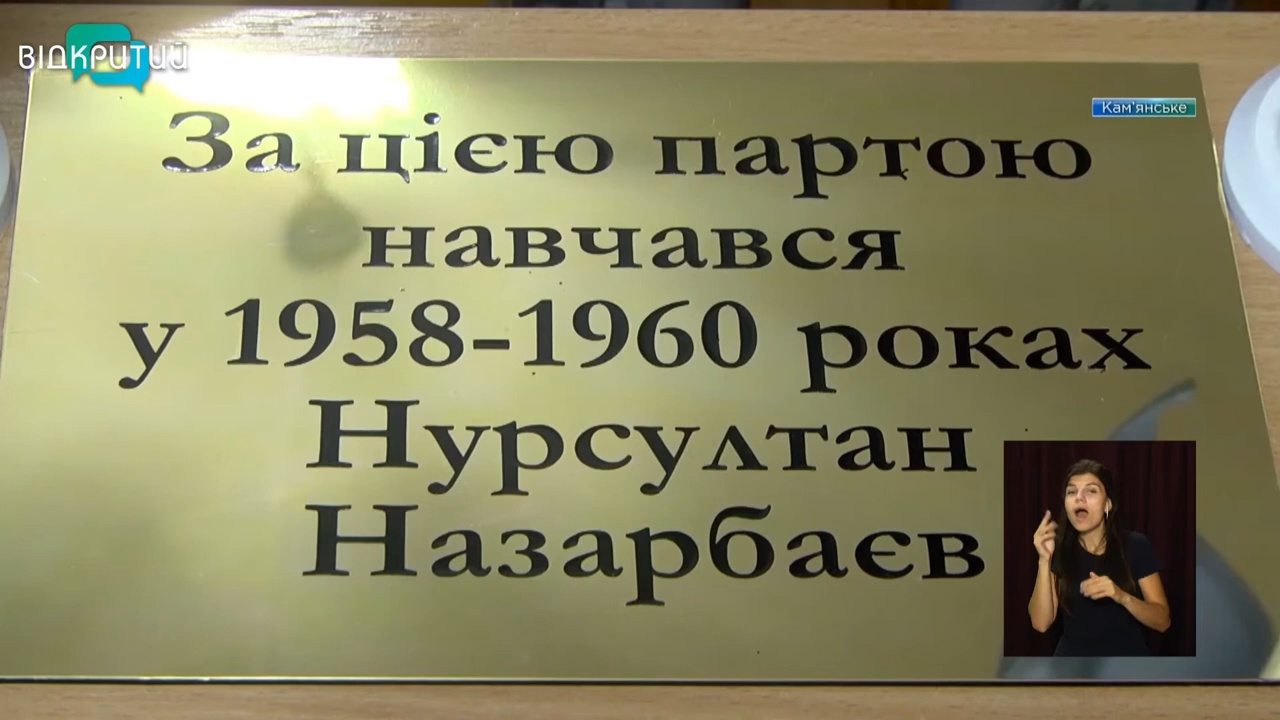 ВІДКРИТИЙ
Кам'янське
За цією партою
навчався
у 1958-1960 роках
Нурсултан
Назарбаєв